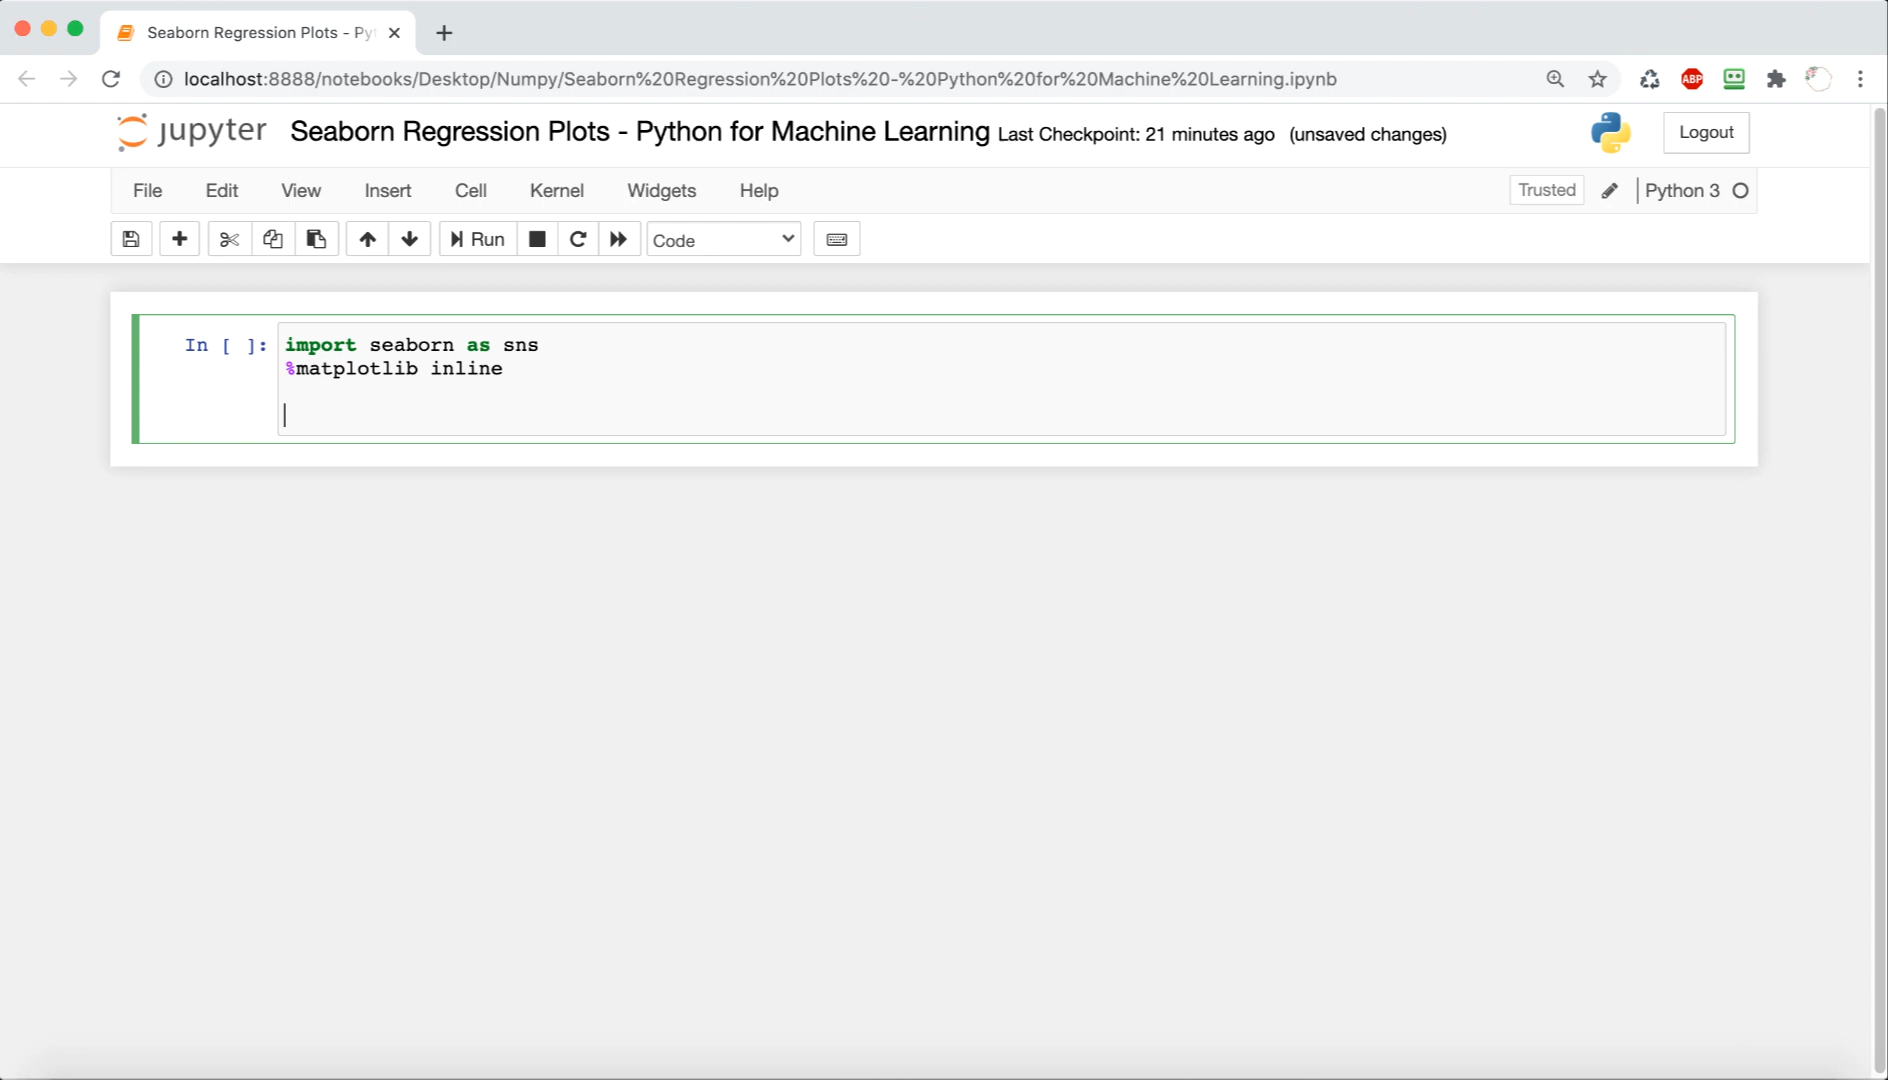 Seaborn Regression Plots - Py
localhost:8888/notebooks/Desktop/Numpy/Seaborn%20Regression%20Plots%20-%20Python%20for%20Machine%20Learning.ipynb
ABP
jupyter Seaborn Regression Plots - Python for Machine Learning Last Checkpoint: 21 minutes ago (unsaved changes)
Logout
File Edit View Insert Cell Kernel Widgets Help
Trusted Python 3
Run Code
In [ ]: import seaborn as sns
%matplotlib inline